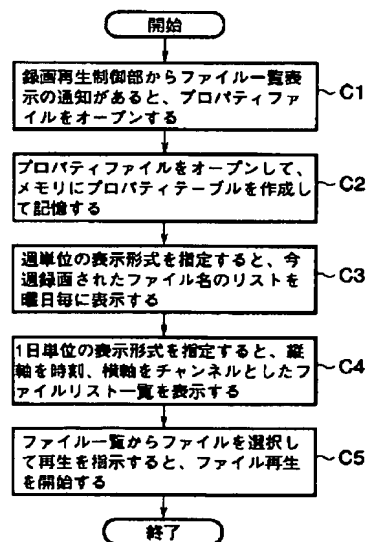 開始
録画再生制御部からファイル一覧表
示の通知があると、プロパティファ
イルをオープンする
C1
プロパティファイルをオープンして、
メモリにプロパティテーブルを作成し
て記憶する
C2
週単位の表示形式を指定すると、今
週録画されたファイル名のリストを
曜日毎に表示する
C3
1日単位の表示形式を指定すると、縦
軸を時刻、横軸をチャンネルとしたフ
ァイルリスト一覧を表示する
C4
ファイル一覧からファイルを選択し
て再生を指示すると、ファイル再生
を開始する
C5
終了